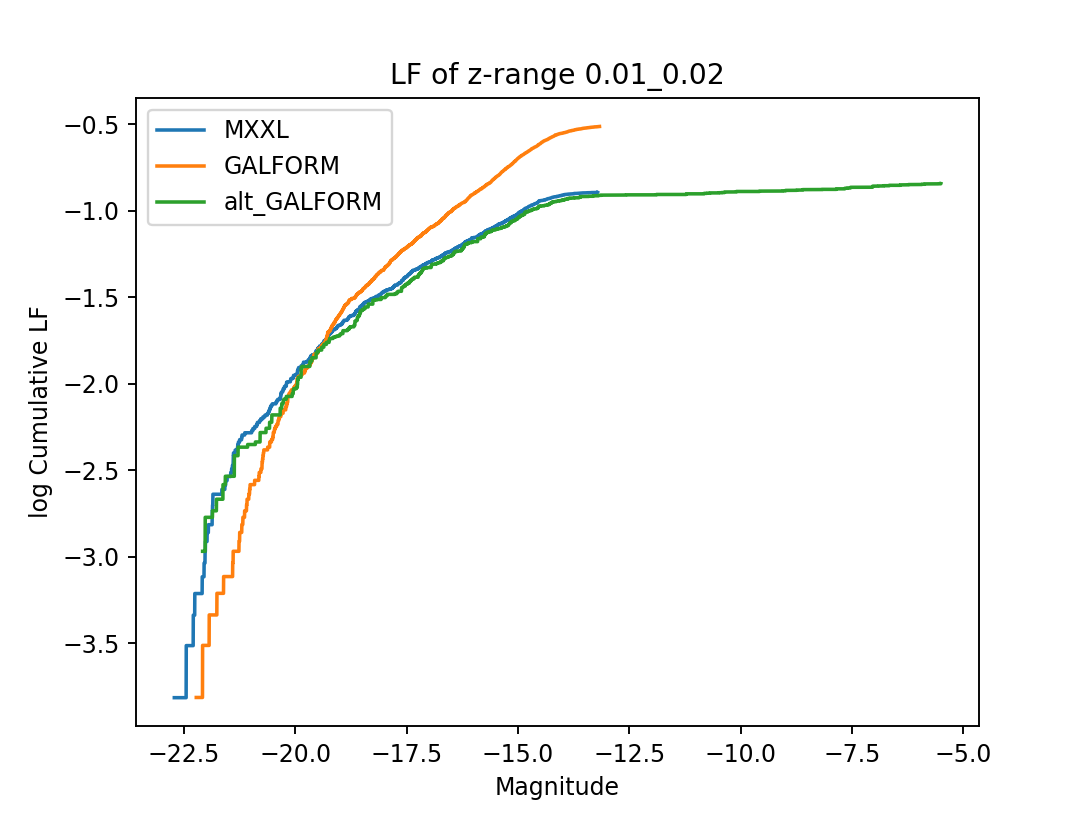 LF of z-range 0.01_0.02
MXXL
GALFORM
alt_GALFORM
−0.5
−1.0
−1.5
−2.0
−2.5
−3.0
−3.5
log Cumulative LF
−22.5 −20.0 −17.5 −15.0 −12.5 −10.0 −7.5 −5.0
Magnitude